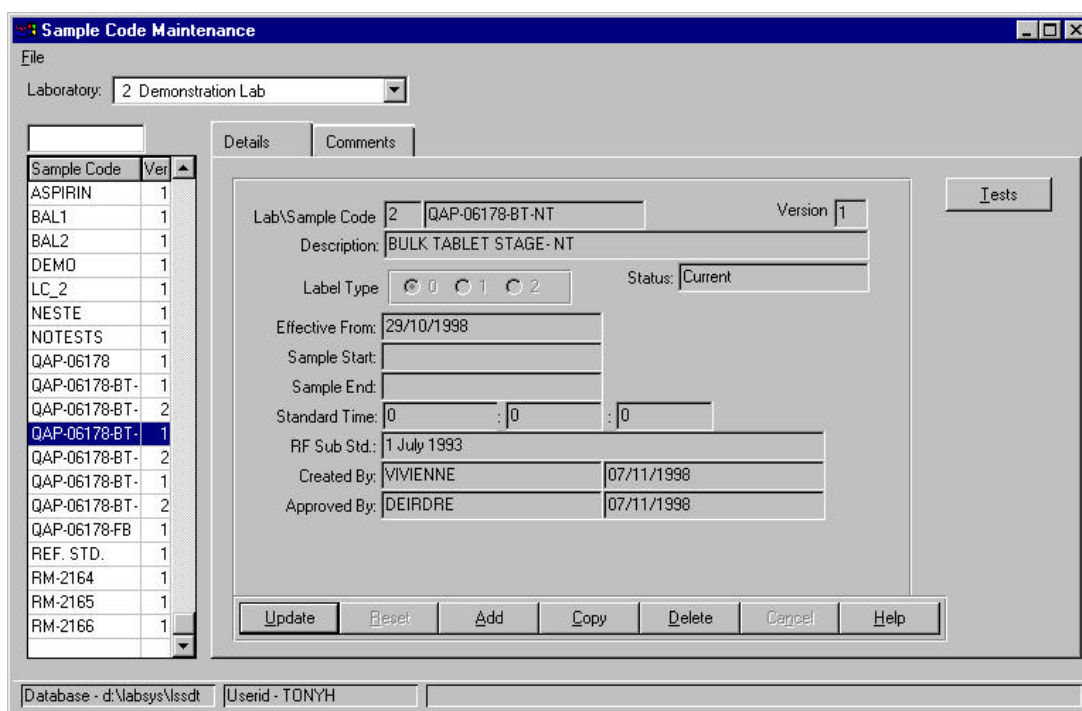 Sample Code Maintenance
File
Laboratory: 2 Demonstration Lab
Details Comments
Sample Code Ver
ASPIRIN 1
BAL1 1
BAL2 1
DEMO 1
LC_2 1
NESTE 1
NOTESTS 1
QAP-06178 1
QAP-06178-BT- 1
QAP-06178-BT- 2
QAP-06178-BT- 1
QAP-06178-BT- 2
QAP-06178-BT- 1
QAP-06178-BT- 2
QAP-06178-FB 1
REF. STD. 1
RM-2164 1
RM-2165 1
RM-2166 1
Tests
Lab\Sample Code 2 QAP-06178-BT-NT Version 1
Description: BULK TABLET STAGE- NT
Label Type 0 1 2 Status: Current
Effective From: 29/10/1998
Sample Start:
Sample End:
Standard Time: 0 : 0 : 0
RF Sub Std.: 1 July 1993
Created By: VIVIENNE 07/11/1998
Approved By: DEIRDRE 07/11/1998
Update Reset Add Copy Delete Cancel Help
Database - d:\labsys\lssdt Userid - TONYH